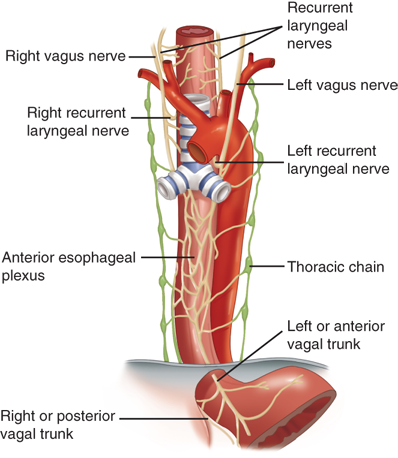 Recurrent
laryngeal
nerves
Right vagus nerve
Left vagus nerve
Right recurrent
laryngeal nerve
Left recurrent
laryngeal nerve
Anterior esophageal
plexus
Thoracic chain
Left or anterior
vagal trunk
Right or posterior
vagal trunk